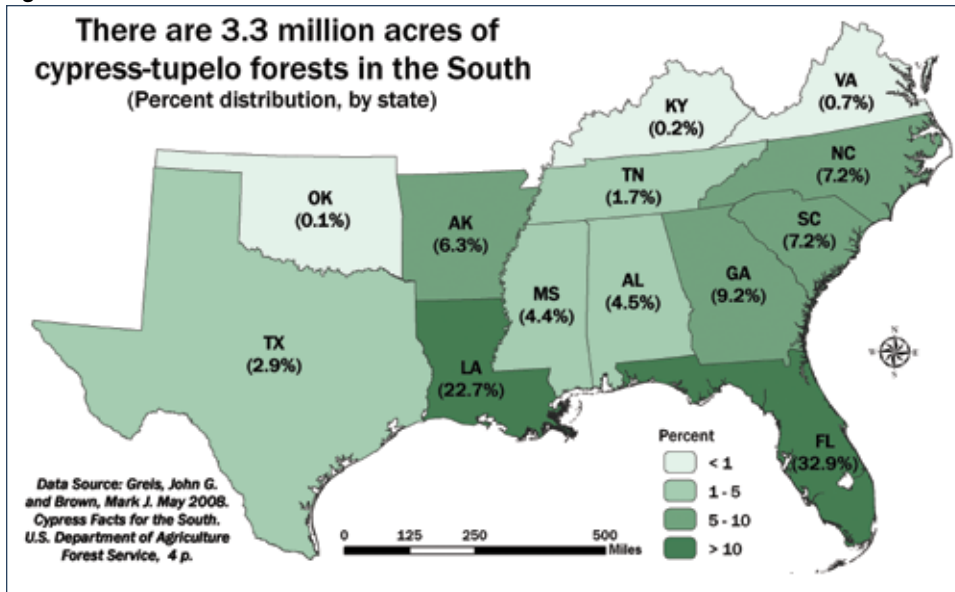 There are 3.3 million acres of
cypress-tupelo forests in the South
(Percent distribution, by state)
KY
(0.2%)
VA
(0.7%)
NC
(7.2%)
TN
(1.7%)
OK
(0.1%)
AK
(6.3%)
SC
(7.2%)
GA
(9.2%)
MS
(4.4%)
AL
(4.5%)
TX
(2.9%)
LA
(22.7%)
FL
(32.9%)
N
W E
S
Percent
< 1
1 - 5
5 - 10
> 10
Data Source: Greis, John G.
and Brown, Mark J. May 2008.
Cypress Facts for the South.
U.S. Department of Agriculture
Forest Service, 4 p.
0 125 250 500
Miles